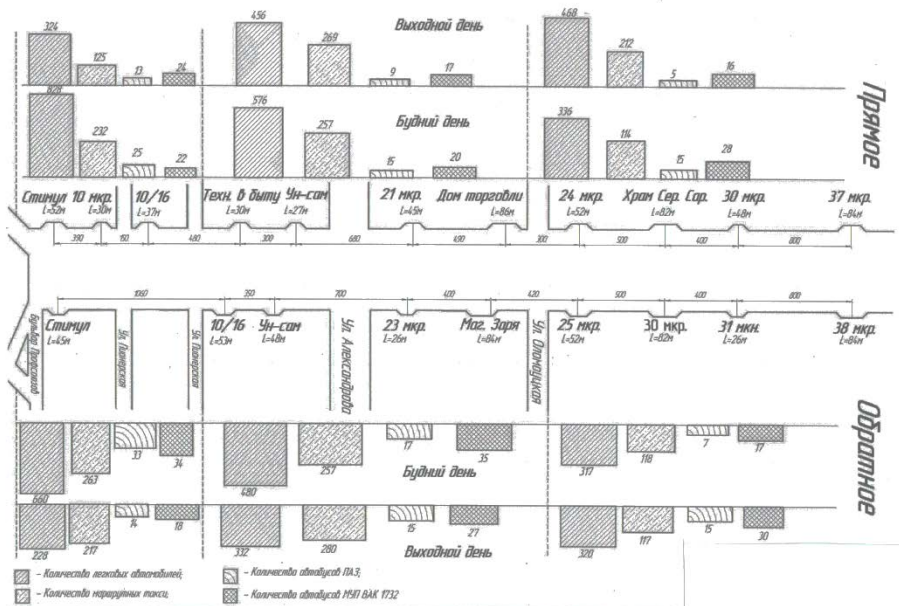 324 125 13 24 456 269 9 17 Выходной день 468 212 5 16
828 232 25 22 576 257 15 20 Будний день 336 114 15 28
Прямое
Стимул 10 мкр. 10/16 Техн. в быту Ун-сам 21 мкр. Дом торговли 24 мкр. Храм Сер. Сар. 30 мкр. 37 мкр.
L=52м L=30м L=37м L=30м L=27м L=45м L=86м L=52м L=82м L=48м L=84м
390 150 480 300 680 490 300 500 400 800
1060 350 700 400 420 500 400 800
Стимул 10/16 Ун-сам 23 мкр. Маг. Заря 25 мкр. 30 мкр. 31 мкн. 38 мкр.
L=45м L=53м L=48м L=26м L=84м L=52м L=82м L=26м L=84м
Бульвар Профсоюзов
Ул. Пионерская
Ул. Пионерская
Ул. Александрова
Ул. Оломоуцкая
Обратное
660 263 33 34 480 257 17 35 Будний день 317 118 7 17
228 217 14 18 332 280 15 27 Выходной день 320 117 15 30
- Количество легковых автомобилей;
- Количество маршрутных такси;
- Количество автобусов ПАЗ;
- Количество автобусов МУП ВАК 1732